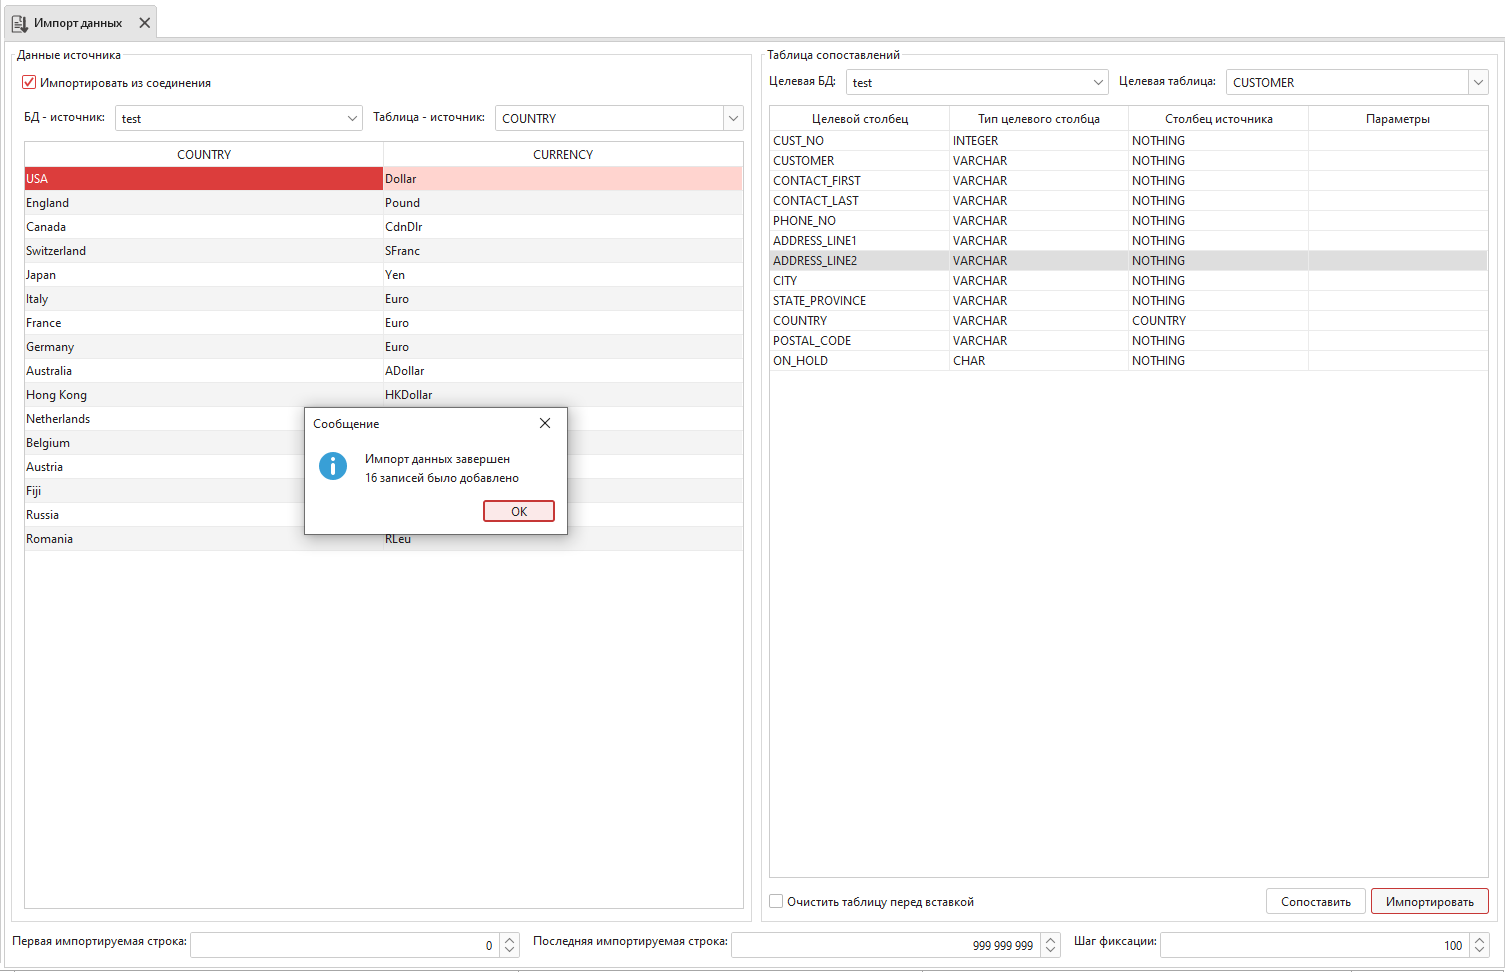 Импорт данных
Данные источника
Импортировать из соединения
БД - источник: test Таблица - источник: COUNTRY
COUNTRY CURRENCY
USA Dollar
England Pound
Canada CdnDlr
Switzerland SFranc
Japan Yen
Italy Euro
France Euro
Germany Euro
Australia ADollar
Hong Kong HKDollar
Netherlands
Belgium
Austria
Fiji
Russia
Romania RLeu
Сообщение
Импорт данных завершен
16 записей было добавлено
OK
Таблица сопоставлений
Целевая БД: test Целевая таблица: CUSTOMER
Целевой столбец Тип целевого столбца Столбец источника Параметры
CUST_NO INTEGER NOTHING
CUSTOMER VARCHAR NOTHING
CONTACT_FIRST VARCHAR NOTHING
CONTACT_LAST VARCHAR NOTHING
PHONE_NO VARCHAR NOTHING
ADDRESS_LINE1 VARCHAR NOTHING
ADDRESS_LINE2 VARCHAR NOTHING
CITY VARCHAR NOTHING
STATE_PROVINCE VARCHAR NOTHING
COUNTRY VARCHAR COUNTRY
POSTAL_CODE VARCHAR NOTHING
ON_HOLD CHAR NOTHING
Очистить таблицу перед вставкой Сопоставить Импортировать
Первая импортируемая строка: 0 Последняя импортируемая строка: 999 999 999 Шаг фиксации: 100